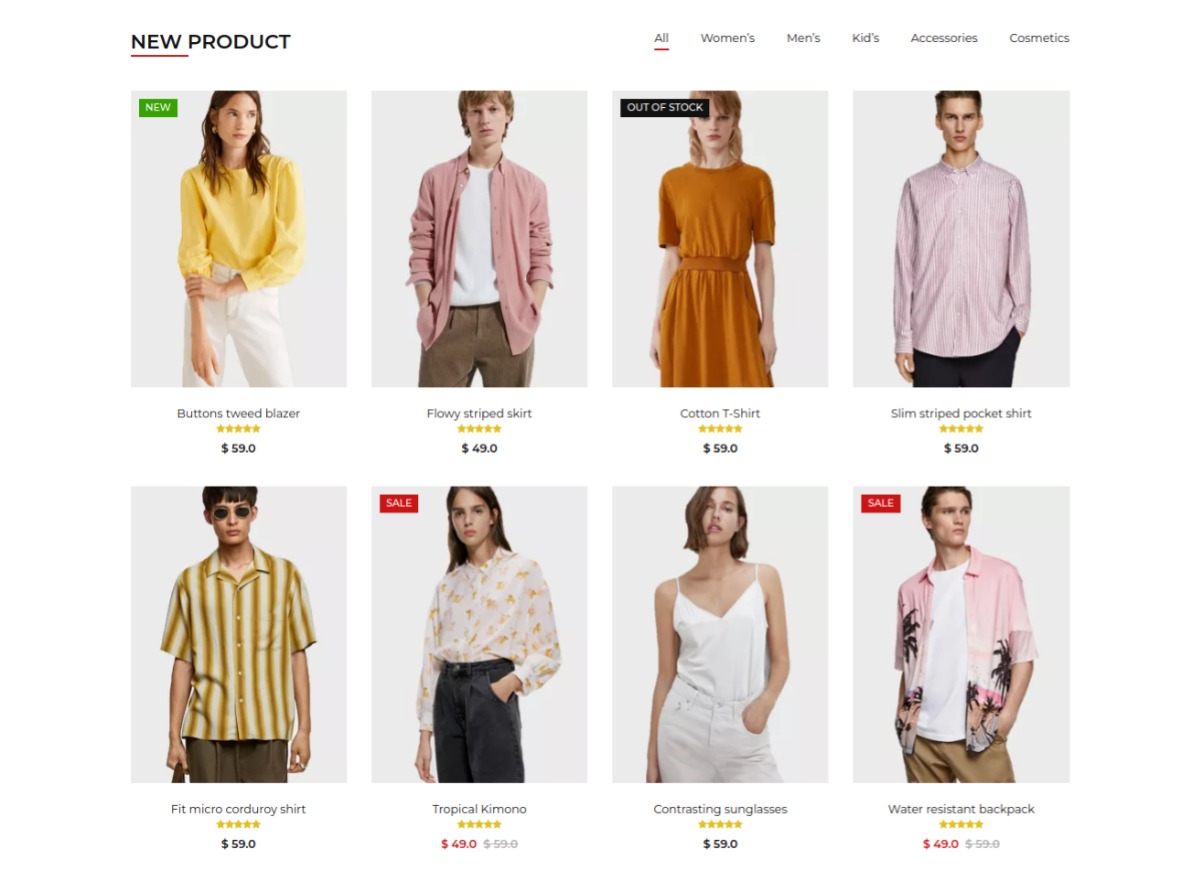 NEW PRODUCT
All Women's Men's Kid's Accessories Cosmetics
NEW
OUT OF STOCK
Buttons tweed blazer
$ 59.0
Flowy striped skirt
$ 49.0
Cotton T-Shirt
$ 59.0
Slim striped pocket shirt
$ 59.0
SALE
SALE
Fit micro corduroy shirt
$ 59.0
Tropical Kimono
$ 49.0 $ 59.0
Contrasting sunglasses
$ 59.0
Water resistant backpack
$ 49.0 $ 59.0